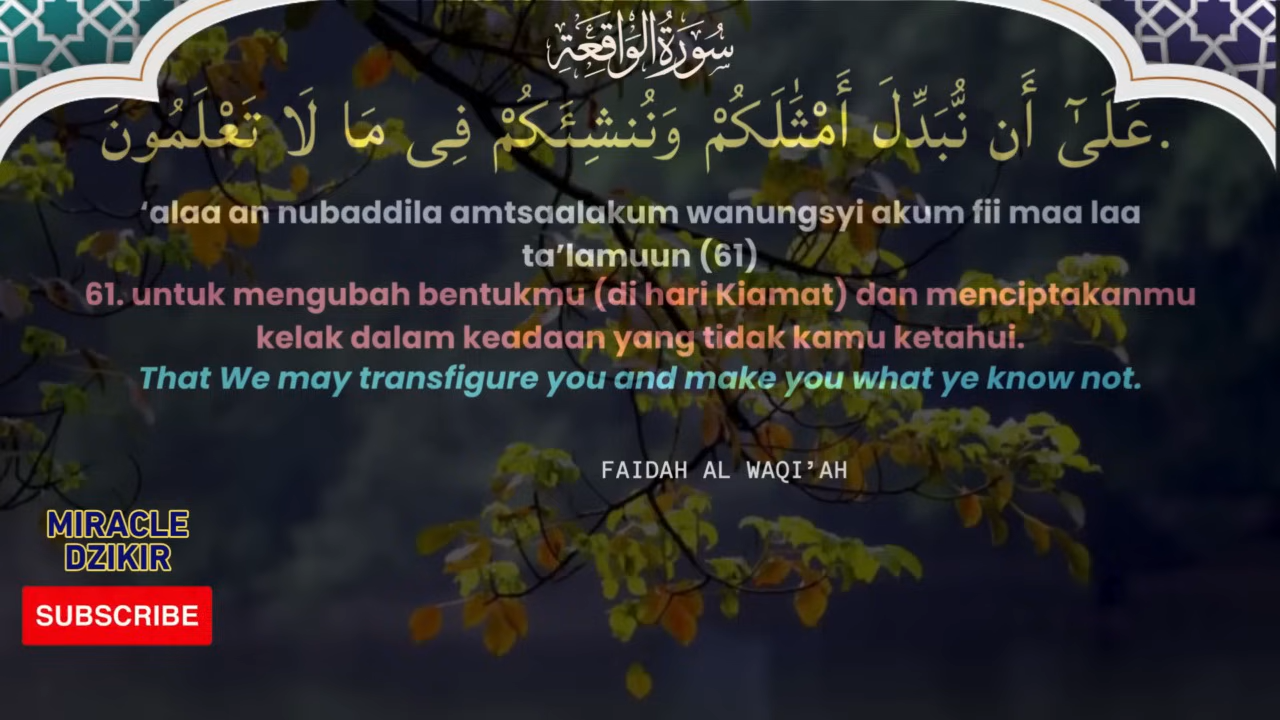 سُورَةُ الْوَاقِعَةِ
عَلَىٰٓ أَن نُّبَدِّلَ أَمْثَٰلَكُمْ وَنُنشِئَكُمْ فِى مَا لَا تَعْلَمُونَ.
‘alaa an nubaddila amtsaalakum wanungsyi akum fii maa laa
ta’lamuun (61)
61. untuk mengubah bentukmu (di hari Kiamat) dan menciptakanmu
kelak dalam keadaan yang tidak kamu ketahui.
That We may transfigure you and make you what ye know not.
FAIDAH AL WAQI’AH
MIRACLE
DZIKIR
SUBSCRIBE